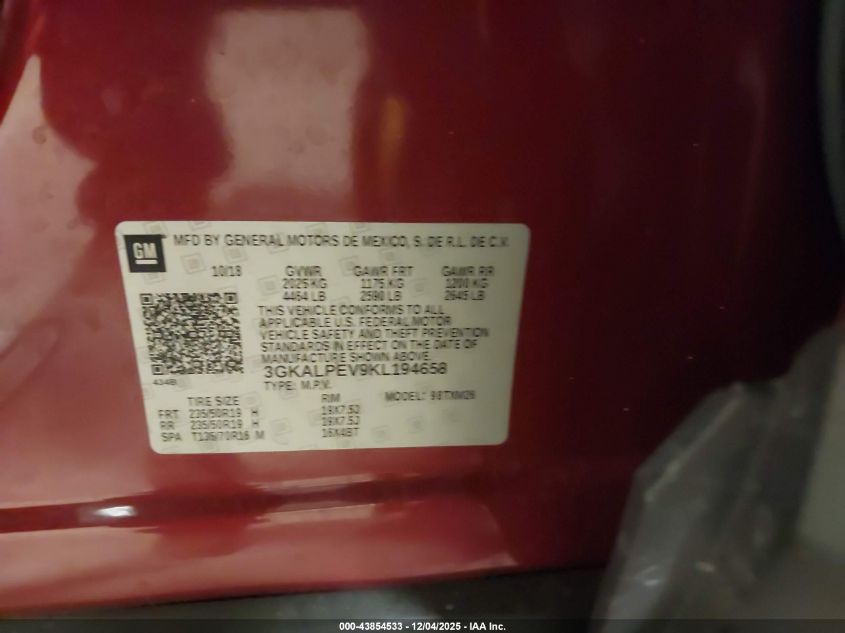 GM MFD BY GENERAL MOTORS DE MEXICO, S. DE R.L. DE C.V.
10/18 GVWR GAWR FRT GAWR RR
2025 KG 1175 KG 1200 KG
4464 LB 2590 LB 2645 LB
THIS VEHICLE CONFORMS TO ALL
APPLICABLE U.S. FEDERAL MOTOR
VEHICLE SAFETY AND THEFT PREVENTION
STANDARDS IN EFFECT ON THE DATE OF
MANUFACTURE SHOWN ABOVE.
3GKALPEV9KL194658
434B TYPE: M.P.V.
TIRE SIZE RIM MODEL:
FRT 235/50R19 H 19X7.5J
RR 235/50R19 H 19X7.5J
SPA T135/70R16 M 16X4BT
000-43854533 - 12/04/2025 - IAA Inc.